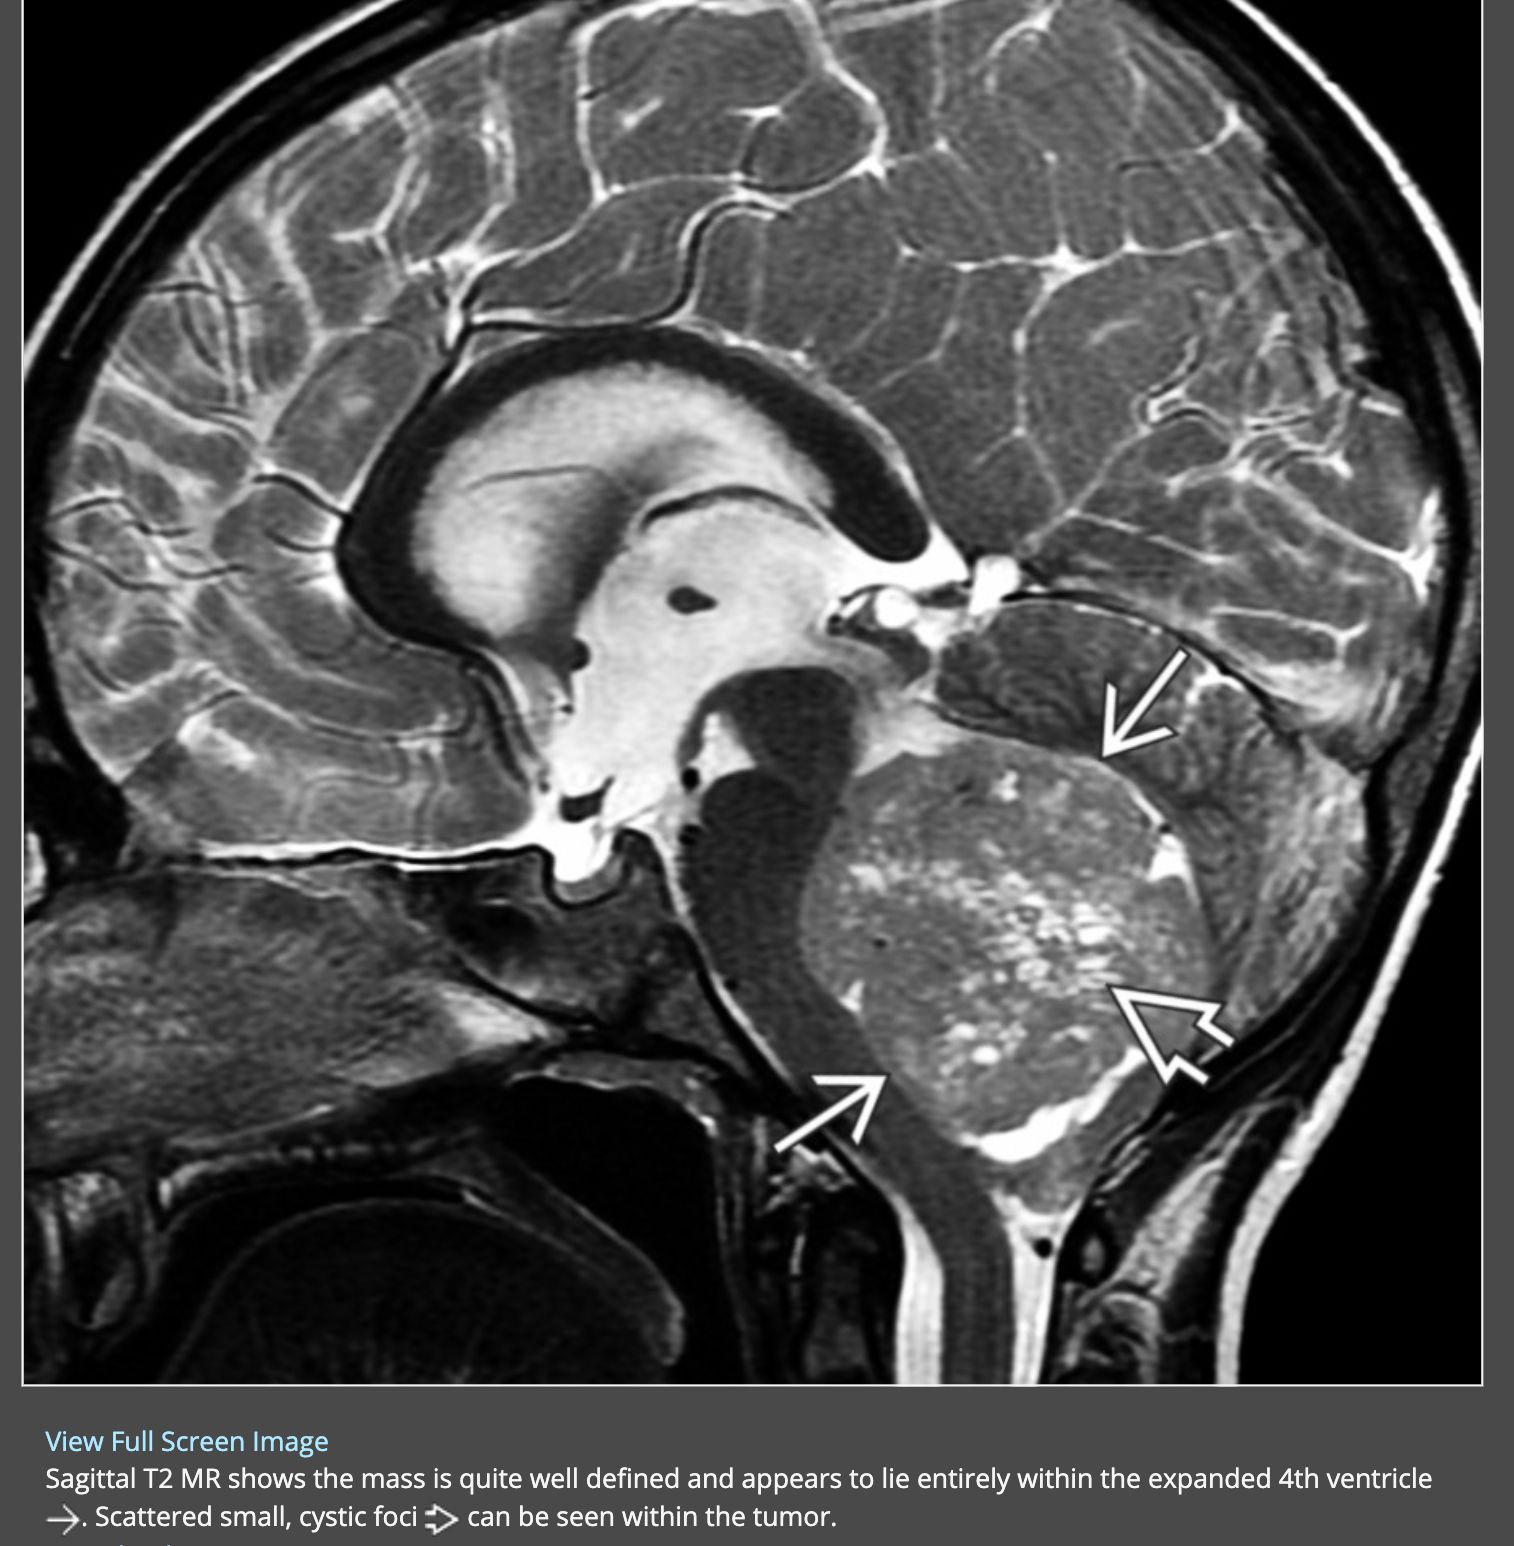 View Full Screen Image
Sagittal T2 MR shows the mass is quite well defined and appears to lie entirely within the expanded 4th ventricle
. Scattered small, cystic foci can be seen within the tumor.